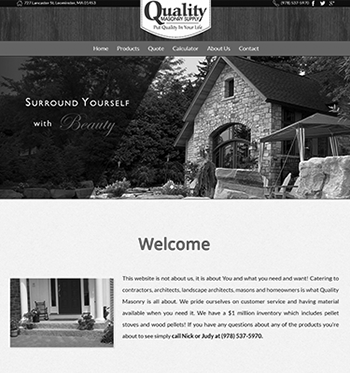 757 Lancaster St, Leominster, MA 01453
(978) 537-5970
Quality
MASONRY SUPPLY
Put Quality In Your Life
Home Products Quote Calculator About Us Contact
SURROUND YOURSELF
with Beauty
Welcome
This website is not about us, it is about You and what you need and want! Catering to
contractors, architects, landscape architects, masons and homeowners is what Quality
Masonry is all about. We pride ourselves on customer service and having material
available when you need it. We have a $1 million inventory which includes pellet
stoves and wood pellets! If you have any questions about any of the products you're
about to see simply call Nick or Judy at (978) 537-5970.